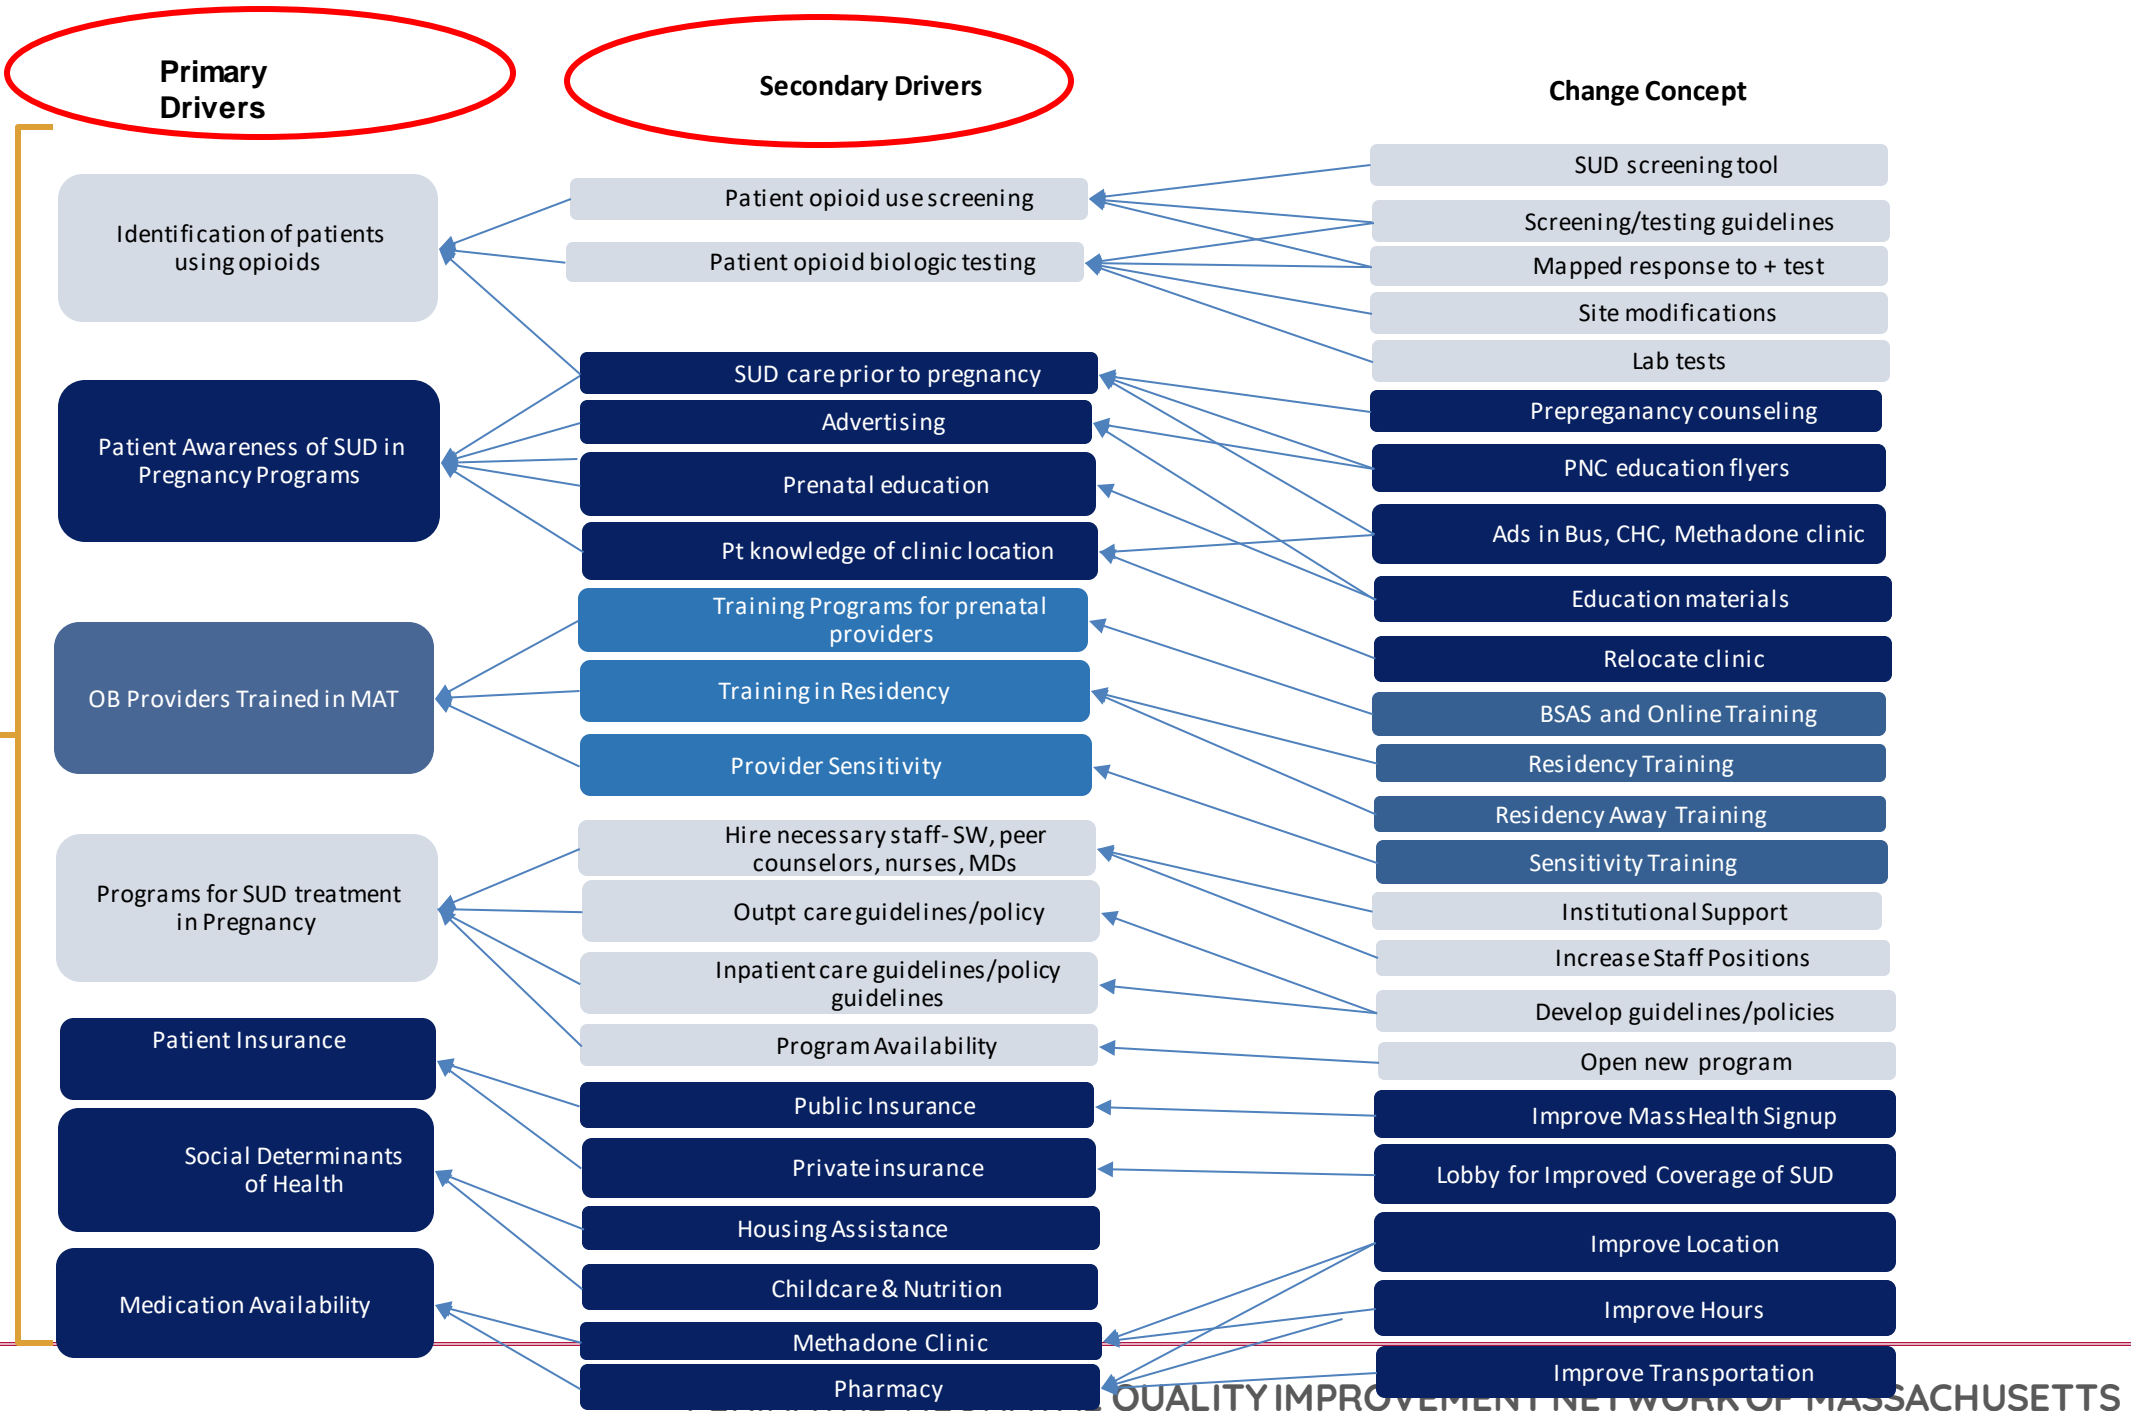 Primary
Drivers
Secondary Drivers
Change Concept
Identification of patients
using opioids
Patient Awareness of SUD in
Pregnancy Programs
OB Providers Trained in MAT
Programs for SUD treatment
in Pregnancy
Patient Insurance
Social Determinants
of Health
Medication Availability
Patient opioid use screening
Patient opioid biologic testing
SUD care prior to pregnancy
Advertising
Prenatal education
Pt knowledge of clinic location
Training Programs for prenatal
providers
Training in Residency
Provider Sensitivity
Hire necessary staff- SW, peer
counselors, nurses, MDs
Outpt care guidelines/policy
Inpatient care guidelines/policy
guidelines
Program Availability
Public Insurance
Private insurance
Housing Assistance
Childcare & Nutrition
Methadone Clinic
Pharmacy
SUD screening tool
Screening/testing guidelines
Mapped response to + test
Site modifications
Lab tests
Prepreganancy counseling
PNC education flyers
Ads in Bus, CHC, Methadone clinic
Education materials
Relocate clinic
BSAS and Online Training
Residency Training
Residency Away Training
Sensitivity Training
Institutional Support
Increase Staff Positions
Develop guidelines/policies
Open new program
Improve MassHealth Signup
Lobby for Improved Coverage of SUD
Improve Location
Improve Hours
Improve Transportation
QUALITY IMPROVEMENT NETWORK OF MASSACHUSETTS